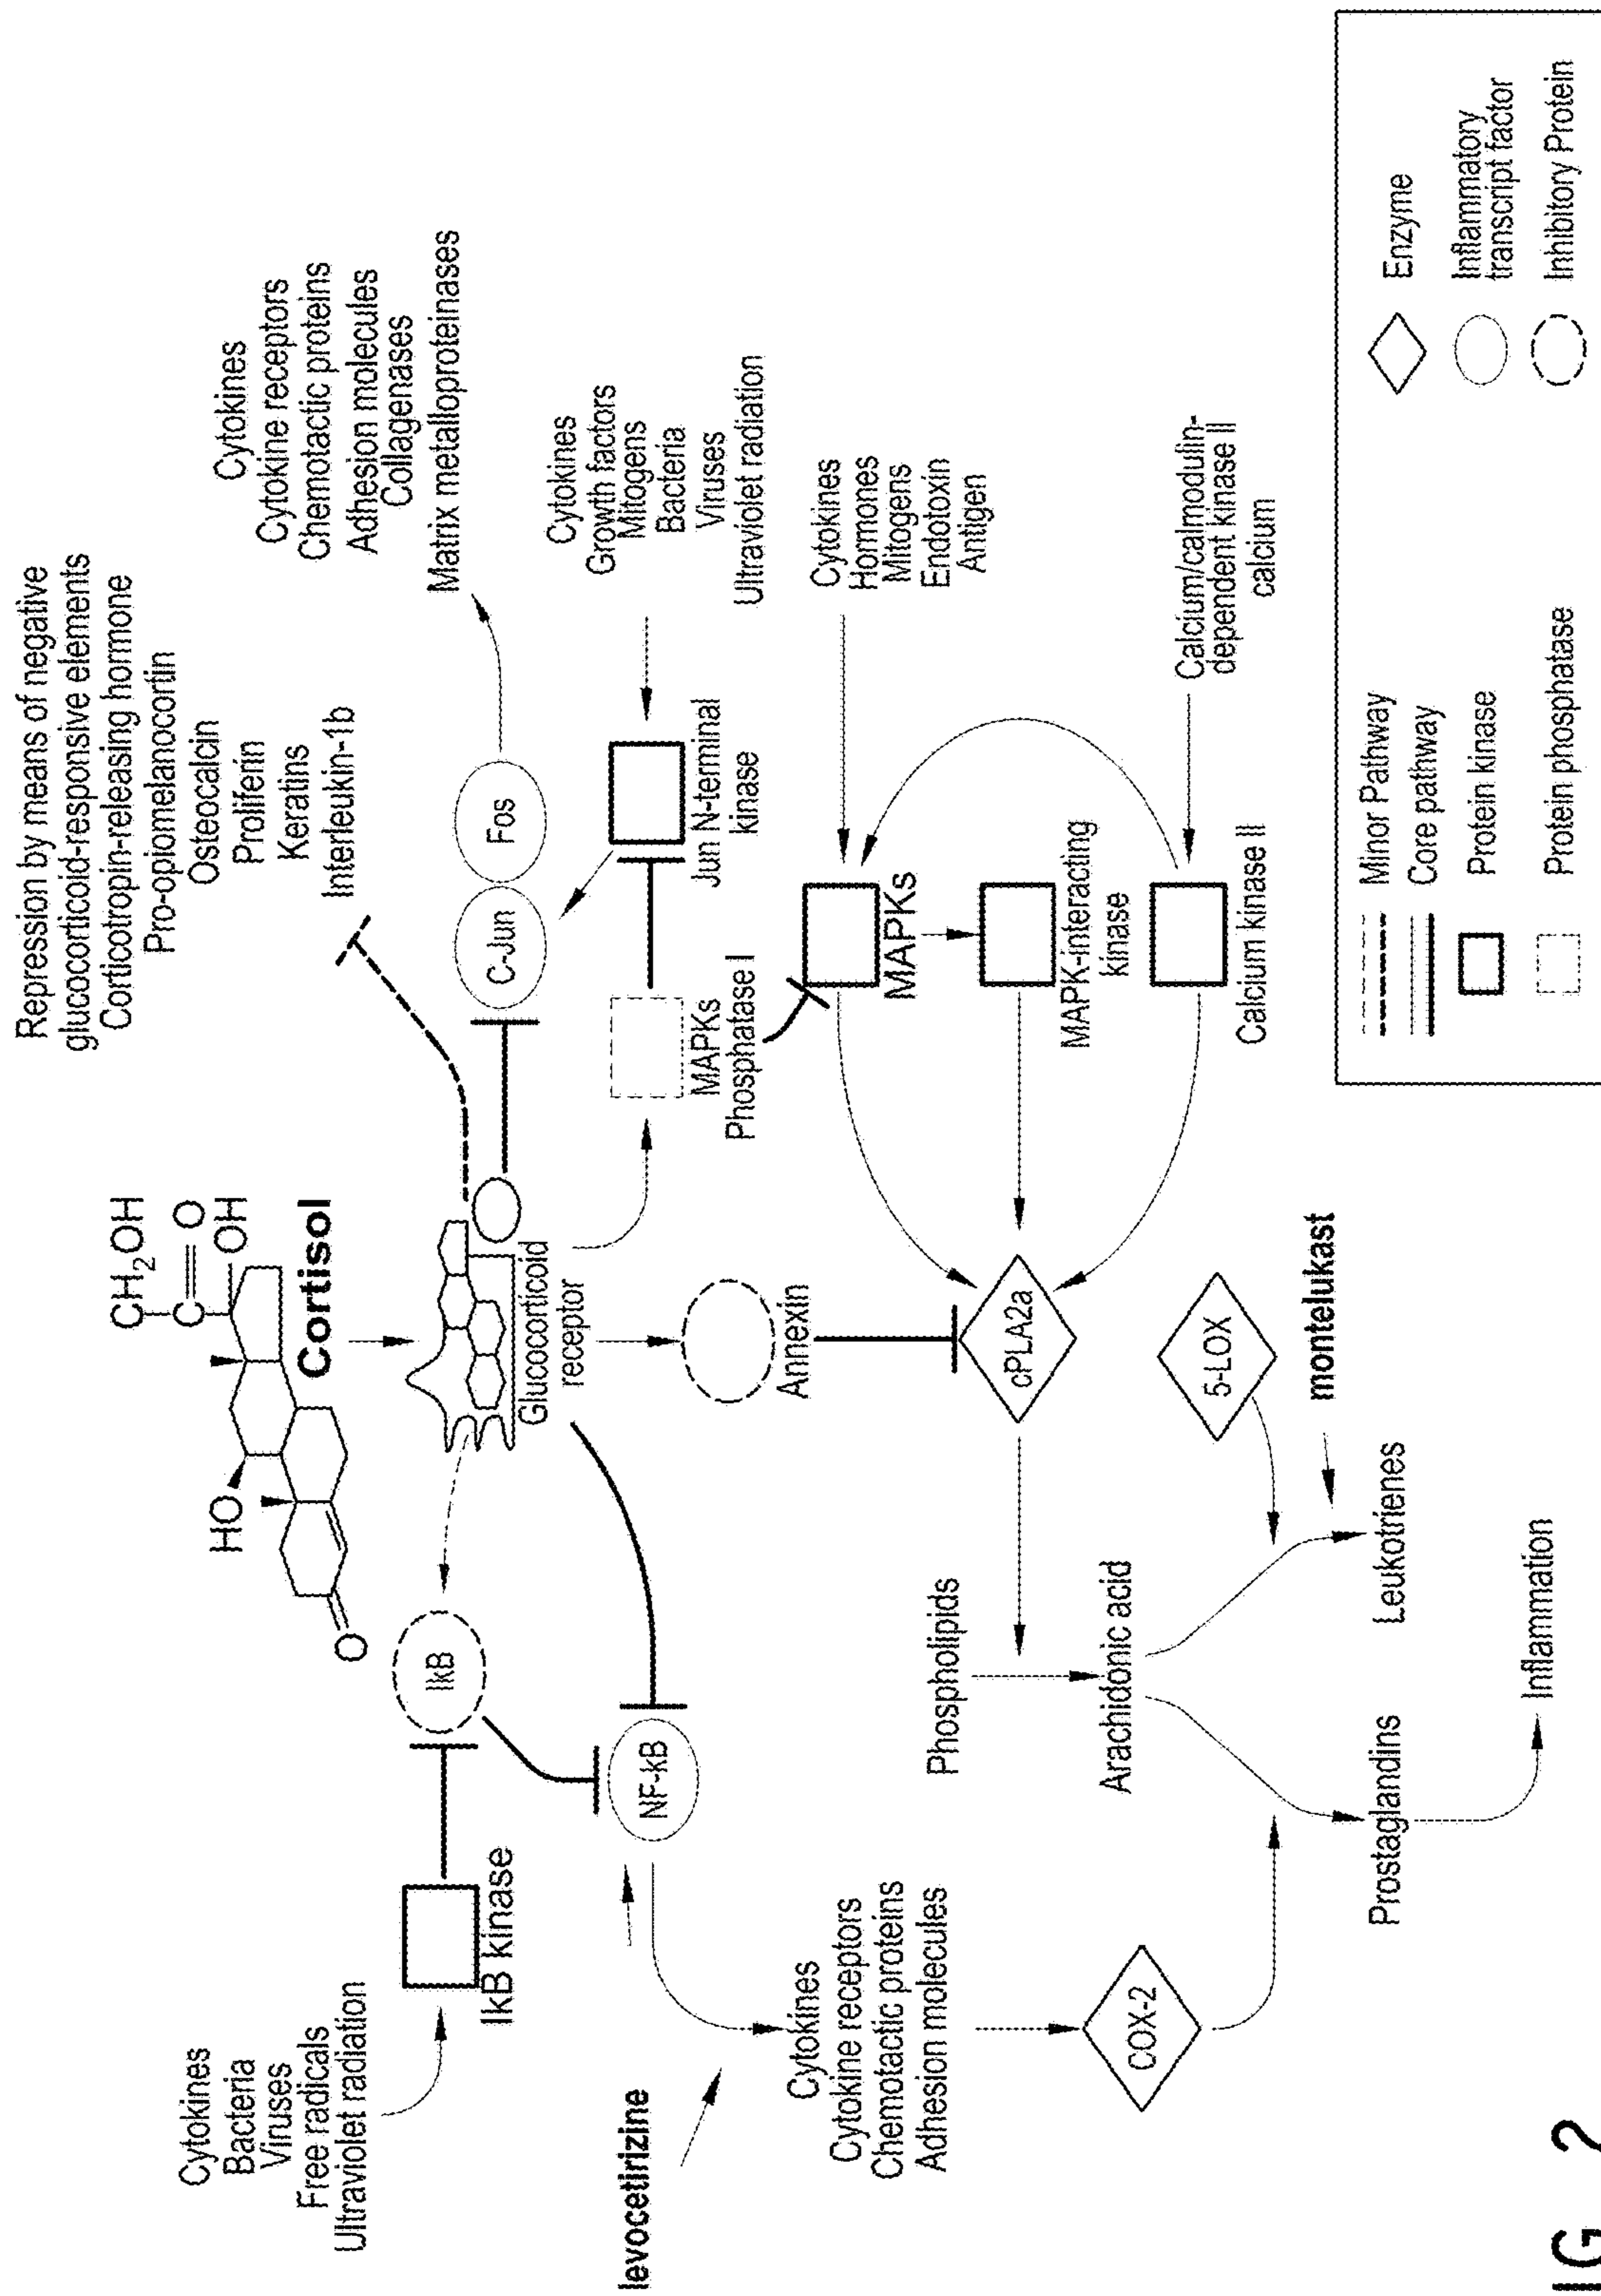 Repression by means of negative
glucocorticoid-responsive elements
Corticotropin-releasing hormone
Pro-opiomelanocortin
Osteocalcin
Proliferin
Keratins
Interleukin-1b
CH2OH
C
O
OH
HO
O
Cortisol
Cytokines
Bacteria
Viruses
Free radicals
Ultraviolet radiation
IkB kinase
IkB
Glucocorticoid
receptor
C-Jun
Fos
Cytokines
Cytokine receptors
Chemotactic proteins
Adhesion molecules
Collagenases
Matrix metalloproteinases
levocetirizine
NF-kB
Annexin
MAPKs
Phosphatase I
Jun N-terminal
kinase
Cytokines
Growth factors
Mitogens
Bacteria
Viruses
Ultraviolet radiation
Cytokines
Cytokine receptors
Chemotactic proteins
Adhesion molecules
COX-2
Phospholipids
Arachidonic acid
cPLA2a
MAPKs
MAPK-interacting
kinase
Calcium kinase II
Cytokines
Hormones
Mitogens
Endotoxin
Antigen
Calcium/calmodulin-
dependent kinase II
calcium
5-LOX
montelukast
Prostaglandins
Leukotrienes
Inflammation
Minor Pathway
Core pathway
Protein kinase
Protein phosphatase
Enzyme
Inflammatory
transcript factor
Inhibitory Protein
IG 2